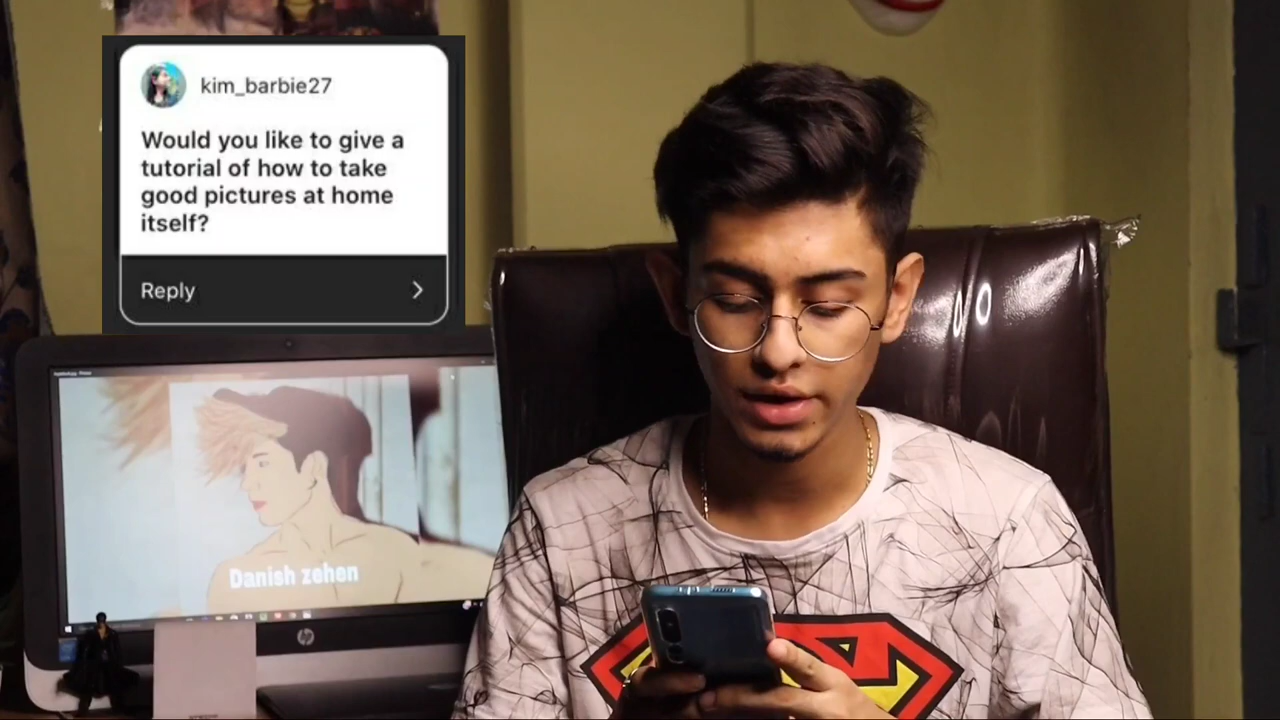 kim_barbie27
Would you like to give a
tutorial of how to take
good pictures at home
itself?
Reply
Danish zehen
hp